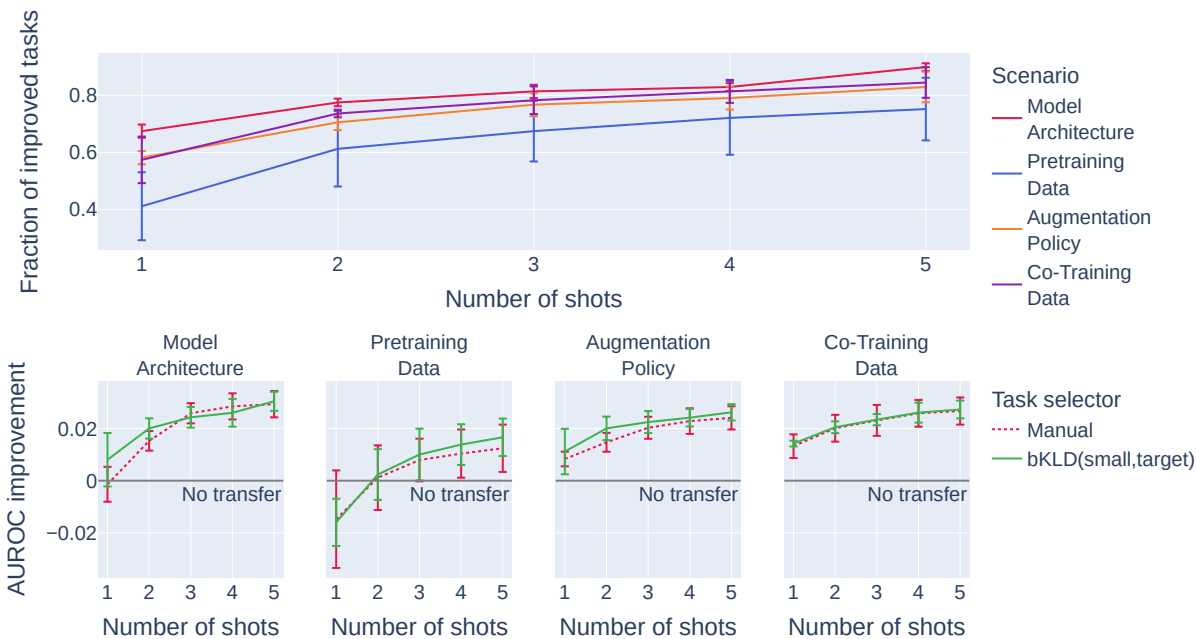 Fraction of improved tasks
0.8
0.6
0.4
1 2 3 4 5
Number of shots
Scenario
Model
Architecture
Pretraining
Data
Augmentation
Policy
Co-Training
Data
Model
Architecture
Pretraining
Data
Augmentation
Policy
Co-Training
Data
AUROC improvement
0.02
0
−0.02
No transfer
No transfer
No transfer
No transfer
1 2 3 4 5
1 2 3 4 5
1 2 3 4 5
1 2 3 4 5
Number of shots
Number of shots
Number of shots
Number of shots
Task selector
Manual
bKLD(small,target)